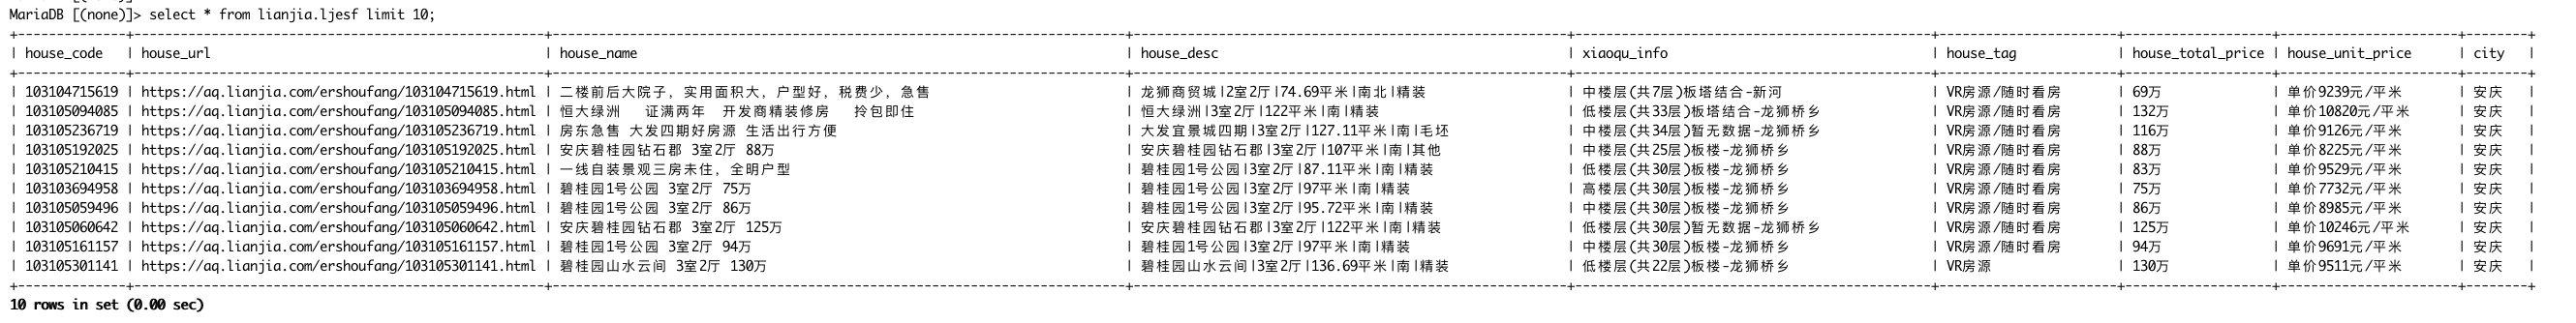 MariaDB [(none)]> select * from lianjia.ljesf limit 10;
| house_code | house_url | house_name | house_desc | xiaoqu_info | house_tag | house_total_price | house_unit_price | city |
| 103104715619 | https://aq.lianjia.com/ershoufang/103104715619.html | 二楼前后大院子，实用面积大，户型好，税费少，急售 | 龙狮商贸城|2室2厅|74.69平米|南北|精装 | 中楼层(共7层)板塔结合-新河 | VR房源/随时看房 | 69万 | 单价9239元/平米 | 安庆 |
| 103105094085 | https://aq.lianjia.com/ershoufang/103105094085.html | 恒大绿洲 证满两年 开发商精装修房 拎包即住 | 恒大绿洲|3室2厅|122平米|南|精装 | 低楼层(共33层)板塔结合-龙狮桥乡 | VR房源/随时看房 | 132万 | 单价10820元/平米 | 安庆 |
| 103105236719 | https://aq.lianjia.com/ershoufang/103105236719.html | 房东急售 大发四期好房源 生活出行方便 | 大发宜景城四期|3室2厅|127.11平米|南|毛坯 | 中楼层(共34层)暂无数据-龙狮桥乡 | VR房源/随时看房 | 116万 | 单价9126元/平米 | 安庆 |
| 103105192025 | https://aq.lianjia.com/ershoufang/103105192025.html | 安庆碧桂园钻石郡 3室2厅 88万 | 安庆碧桂园钻石郡|3室2厅|107平米|南|其他 | 中楼层(共25层)板楼-龙狮桥乡 | VR房源/随时看房 | 88万 | 单价8225元/平米 | 安庆 |
| 103105210415 | https://aq.lianjia.com/ershoufang/103105210415.html | 一线自装景观三房未住，全明户型 | 碧桂园1号公园|3室2厅|87.11平米|南|精装 | 低楼层(共30层)板楼-龙狮桥乡 | VR房源/随时看房 | 83万 | 单价9529元/平米 | 安庆 |
| 103103694958 | https://aq.lianjia.com/ershoufang/103103694958.html | 碧桂园1号公园 3室2厅 75万 | 碧桂园1号公园|3室2厅|97平米|南|精装 | 高楼层(共30层)板楼-龙狮桥乡 | VR房源/随时看房 | 75万 | 单价7732元/平米 | 安庆 |
| 103105059496 | https://aq.lianjia.com/ershoufang/103105059496.html | 碧桂园1号公园 3室2厅 86万 | 碧桂园1号公园|3室2厅|95.72平米|南|精装 | 中楼层(共30层)板楼-龙狮桥乡 | VR房源/随时看房 | 86万 | 单价8985元/平米 | 安庆 |
| 103105060642 | https://aq.lianjia.com/ershoufang/103105060642.html | 安庆碧桂园钻石郡 3室2厅 125万 | 安庆碧桂园钻石郡|3室2厅|122平米|南|精装 | 低楼层(共30层)暂无数据-龙狮桥乡 | VR房源/随时看房 | 125万 | 单价10246元/平米 | 安庆 |
| 103105161157 | https://aq.lianjia.com/ershoufang/103105161157.html | 碧桂园1号公园 3室2厅 94万 | 碧桂园1号公园|3室2厅|97平米|南|精装 | 中楼层(共30层)板楼-龙狮桥乡 | VR房源/随时看房 | 94万 | 单价9691元/平米 | 安庆 |
| 103105301141 | https://aq.lianjia.com/ershoufang/103105301141.html | 碧桂园山水云间 3室2厅 130万 | 碧桂园山水云间|3室2厅|136.69平米|南|精装 | 低楼层(共22层)板楼-龙狮桥乡 | VR房源 | 130万 | 单价9511元/平米 | 安庆 |
10 rows in set (0.00 sec)